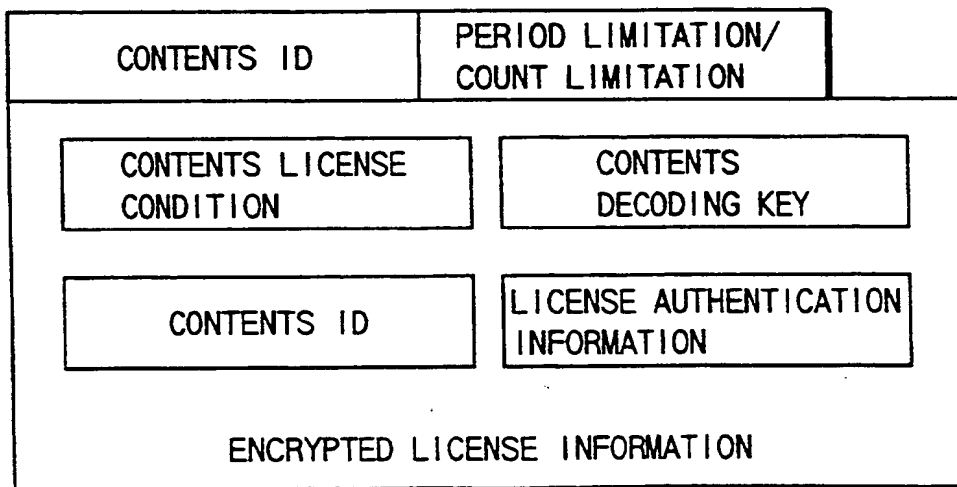 CONTENTS ID
PERIOD LIMITATION/
COUNT LIMITATION
CONTENTS LICENSE
CONDITION
CONTENTS
DECODING KEY
CONTENTS ID
LICENSE AUTHENTICATION
INFORMATION
ENCRYPTED LICENSE INFORMATION